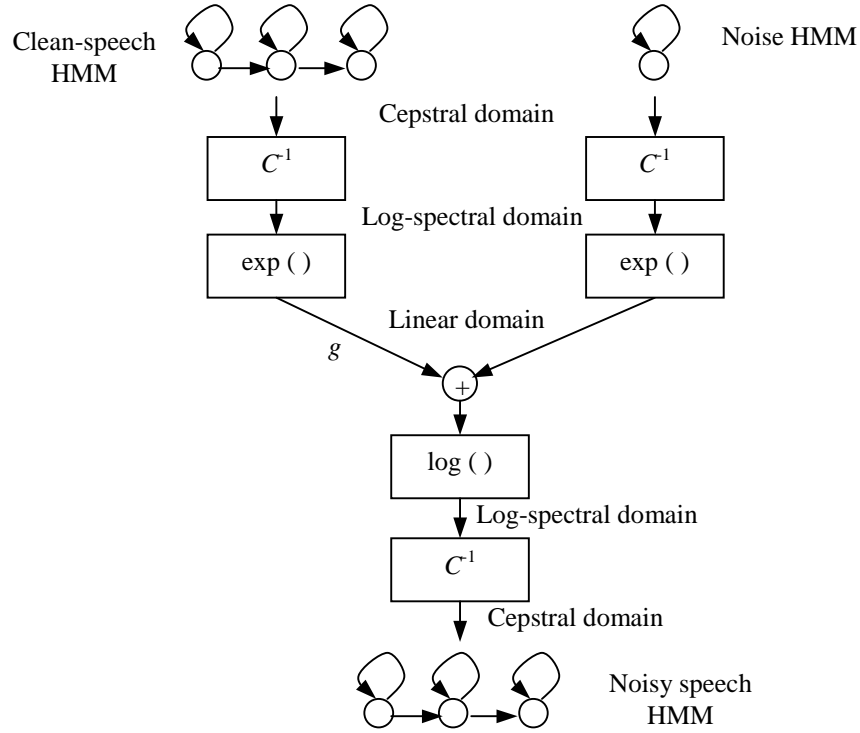 Clean-speech
HMM
Noise HMM
Cepstral domain
C⁻¹
C⁻¹
Log-spectral domain
exp ( )
exp ( )
Linear domain
g
+
log ( )
Log-spectral domain
C⁻¹
Cepstral domain
Noisy speech
HMM